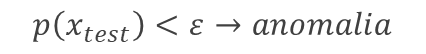 p(x_test) < ε → anomalia